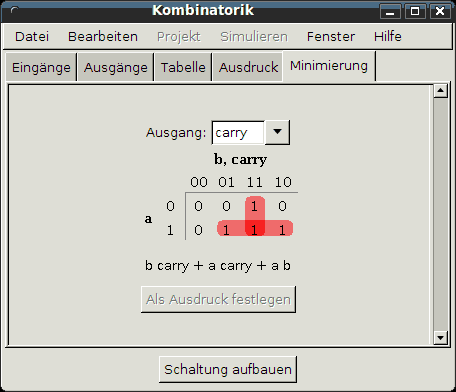 Kombinatorik
Datei Bearbeiten Projekt Simulieren Fenster Hilfe
Eingänge Ausgänge Tabelle Ausdruck Minimierung
Ausgang: carry
b, carry
00 01 11 10
a
0 0 0 1 0
1 0 1 1 1
b carry + a carry + a b
Als Ausdruck festlegen
Schaltung aufbauen